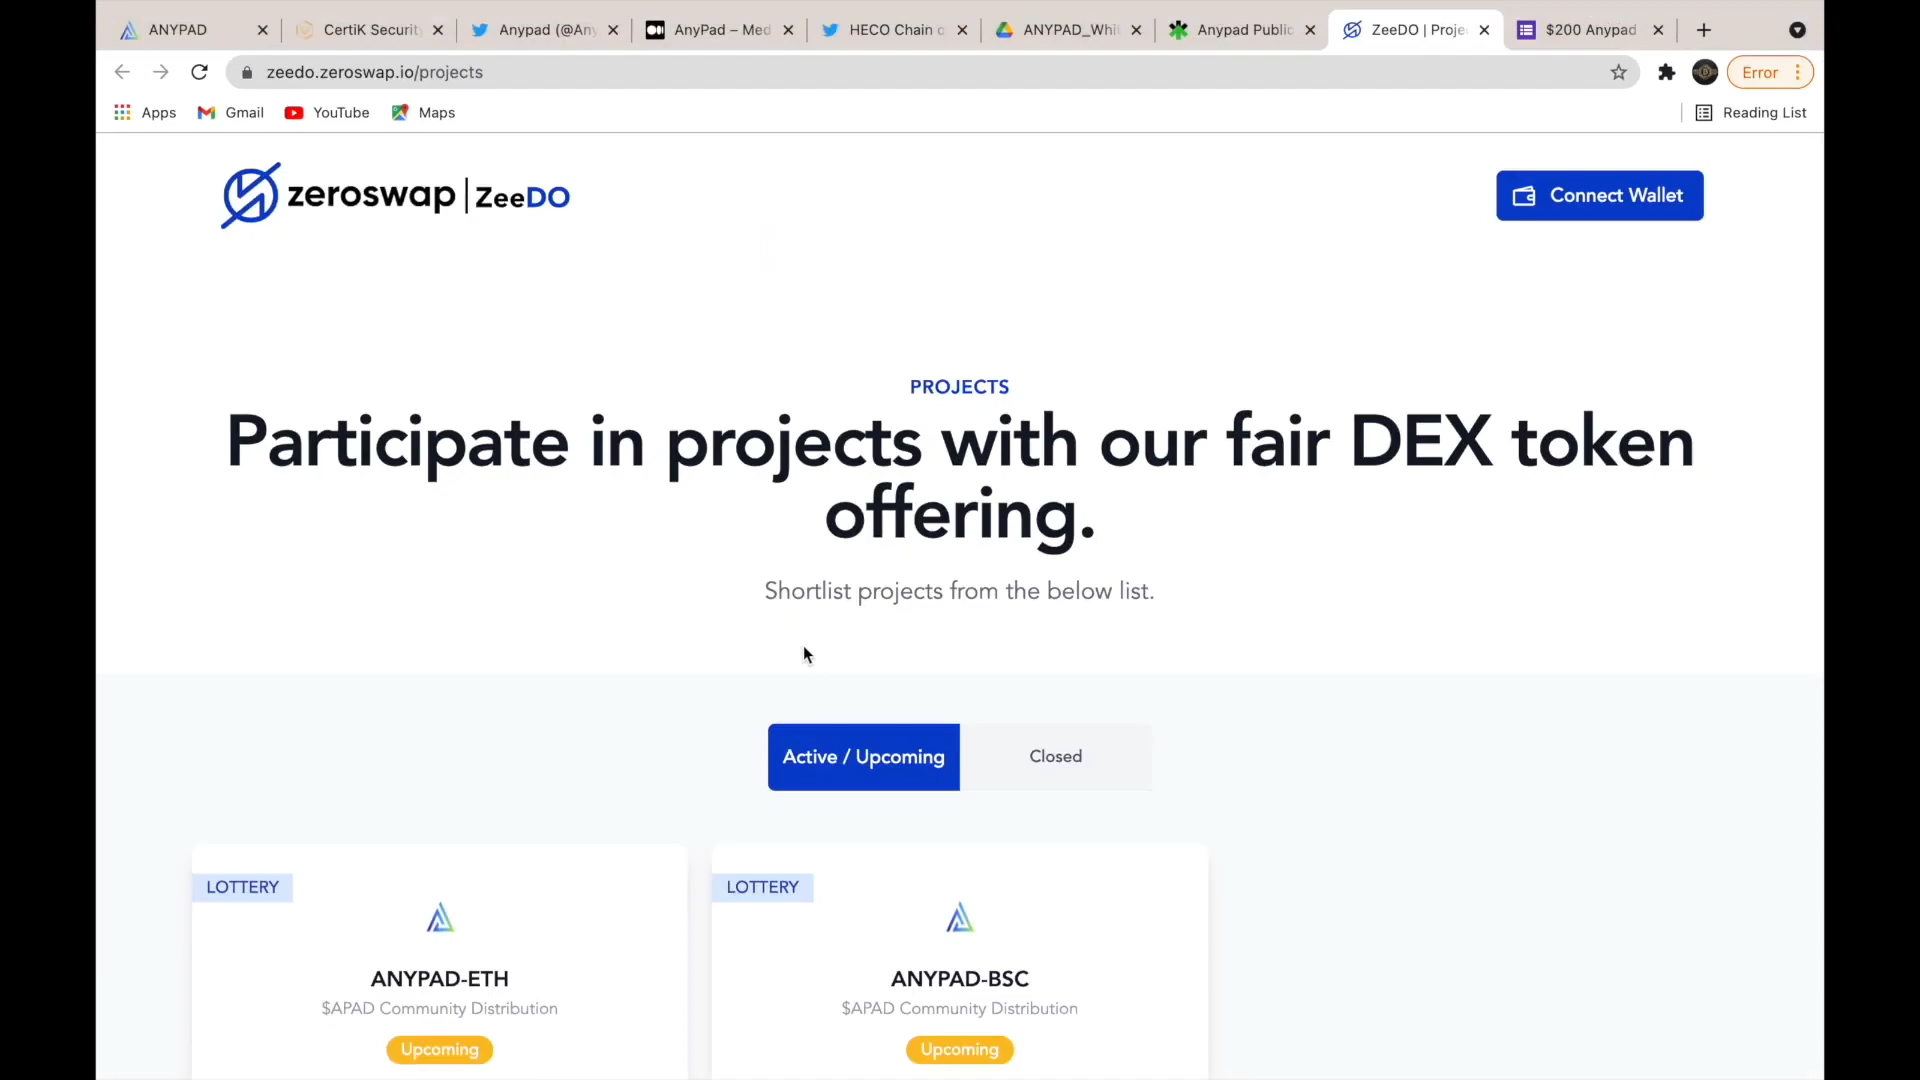 ANYPAD
CertiK Security
Anypad (@Any
AnyPad – Med
HECO Chain o
ANYPAD_Whit
Anypad Public
ZeeDO | Proje
$200 Anypad
zeedo.zeroswap.io/projects
Error
Apps
Gmail
YouTube
Maps
Reading List
zeroswap | ZeeDO
Connect Wallet
PROJECTS
Participate in projects with our fair DEX token
offering.
Shortlist projects from the below list.
Active / Upcoming
Closed
LOTTERY
ANYPAD-ETH
$APAD Community Distribution
Upcoming
LOTTERY
ANYPAD-BSC
$APAD Community Distribution
Upcoming